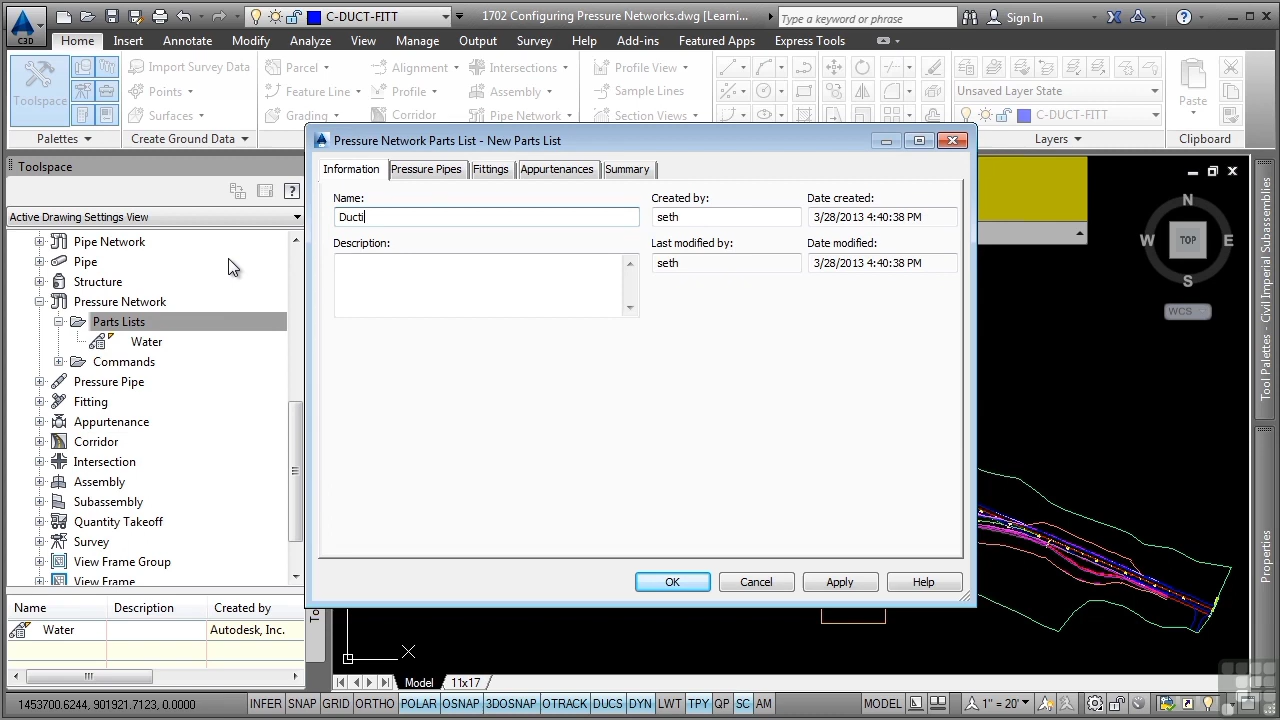 C3D
C-DUCT-FITT
1702 Configuring Pressure Networks.dwg [Learni...
Type a keyword or phrase
Sign In
Home Insert Annotate Modify Analyze View Manage Output Survey Help Add-ins Featured Apps Express Tools
Toolspace
Import Survey Data
Points
Surfaces
Parcel
Feature Line
Grading
Alignment
Profile
Corridor
Intersections
Assembly
Pipe Network
Profile View
Sample Lines
Section Views
Unsaved Layer State
C-DUCT-FITT
Paste
Palettes
Create Ground Data
Layers
Clipboard
TOOLSPACE
Active Drawing Settings View
Pipe Network
Pipe
Structure
Pressure Network
Parts Lists
Water
Commands
Pressure Pipe
Fitting
Appurtenance
Corridor
Intersection
Assembly
Subassembly
Quantity Takeoff
Survey
View Frame Group
View Frame
Name Description Created by
Water Autodesk, Inc.
Pressure Network Parts List - New Parts List
Information Pressure Pipes Fittings Appurtenances Summary
Name:
Ducti
Description:
Created by:
seth
Date created:
3/28/2013 4:40:38 PM
Last modified by:
seth
Date modified:
3/28/2013 4:40:38 PM
OK Cancel Apply Help
N
W TOP E
S
WCS
Tool Palettes - Civil Imperial Subassemblies
Properties
Model 11x17
1453700.6244, 901921.7123, 0.0000
INFER SNAP GRID ORTHO POLAR OSNAP 3DOSNAP OTRACK DUCS DYN LWT TPY QP SC AM
MODEL
1" = 20'